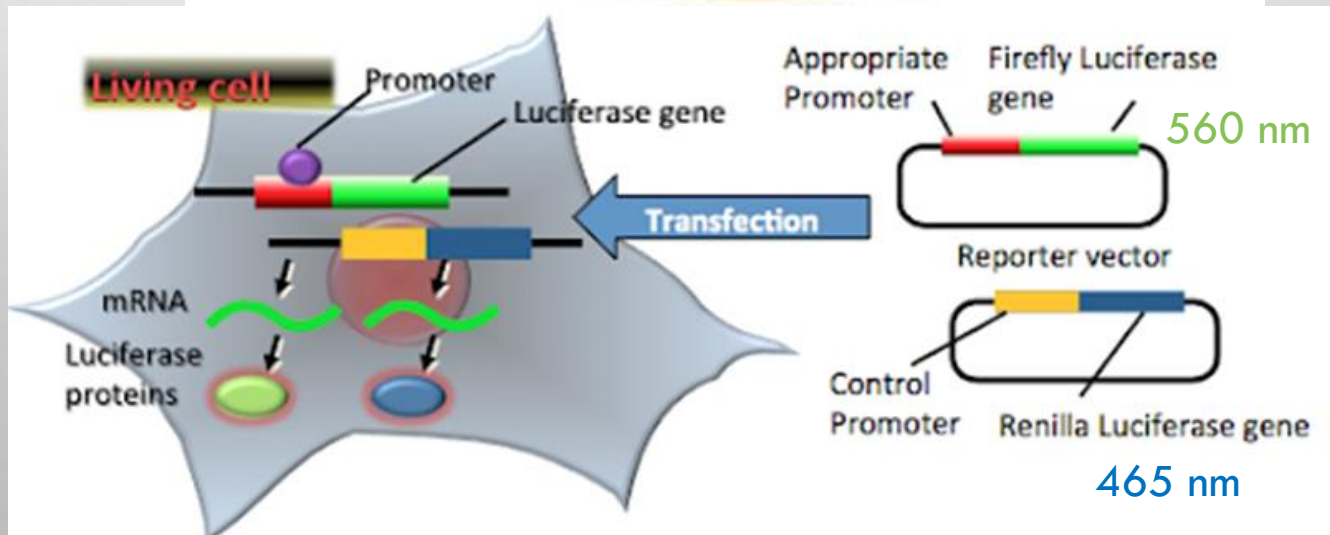 Living cell
Promoter
Luciferase gene
mRNA
Luciferase
proteins
Transfection
Appropriate
Promoter
Firefly Luciferase
gene
560 nm
Reporter vector
Control
Promoter
Renilla Luciferase gene
465 nm